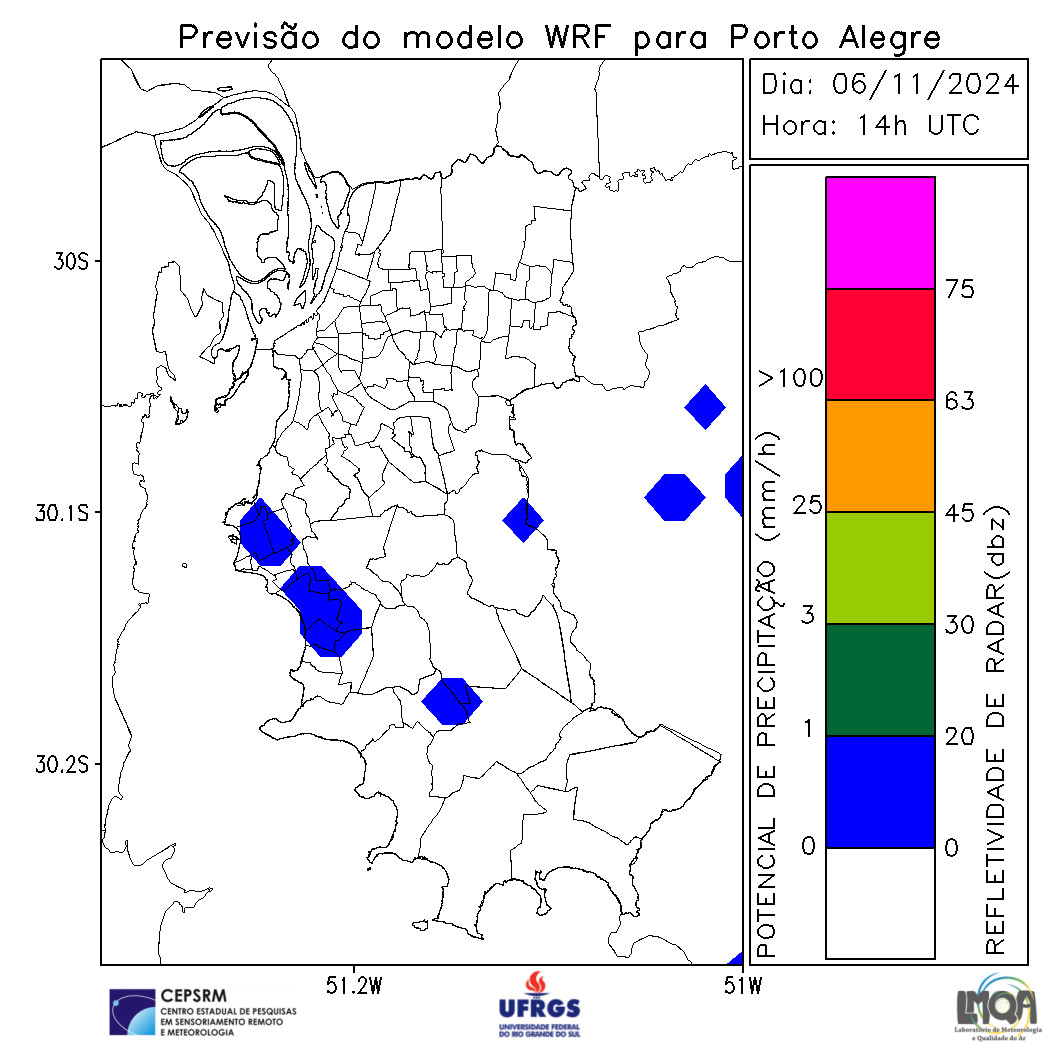 Previsão do modelo WRF para Porto Alegre
Dia: 06/11/2024
Hora: 14h UTC
30S
30.1S
30.2S
51.2W
51W
POTENCIAL DE PRECIPITAÇÃO (mm/h)
>100
25
3
1
0
75
63
45
30
20
0
REFLETIVIDADE DE RADAR(dbz)
CEPSRM
CENTRO ESTADUAL DE PESQUISAS
EM SENSORIAMENTO REMOTO
E METEOROLOGIA
UFRGS
UNIVERSIDADE FEDERAL
DO RIO GRANDE DO SUL
LMQA
Laboratório de Meteorologia
e Qualidade do Ar